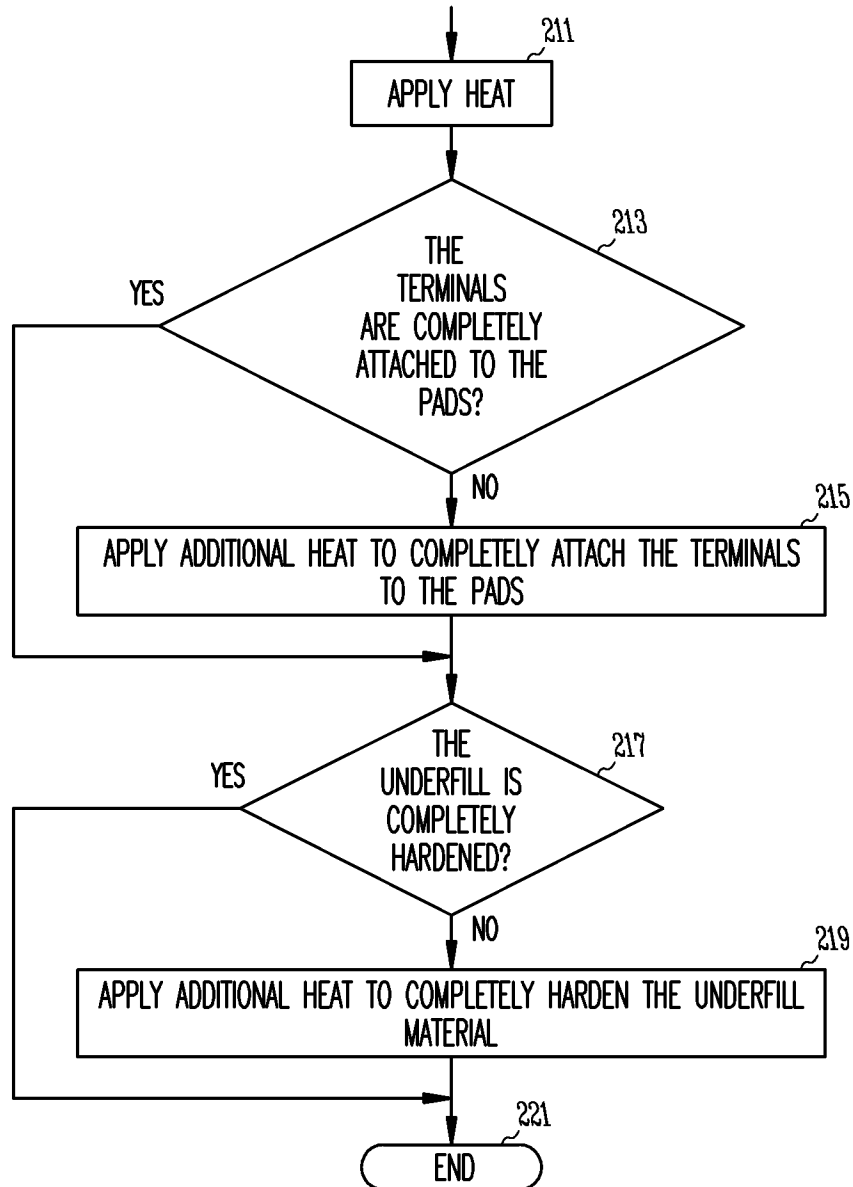 211
APPLY HEAT
213
THE
TERMINALS
ARE COMPLETELY
ATTACHED TO THE
PADS?
YES
NO
215
APPLY ADDITIONAL HEAT TO COMPLETELY ATTACH THE TERMINALS
TO THE PADS
217
THE
UNDERFILL IS
COMPLETELY
HARDENED?
YES
NO
219
APPLY ADDITIONAL HEAT TO COMPLETELY HARDEN THE UNDERFILL
MATERIAL
221
END